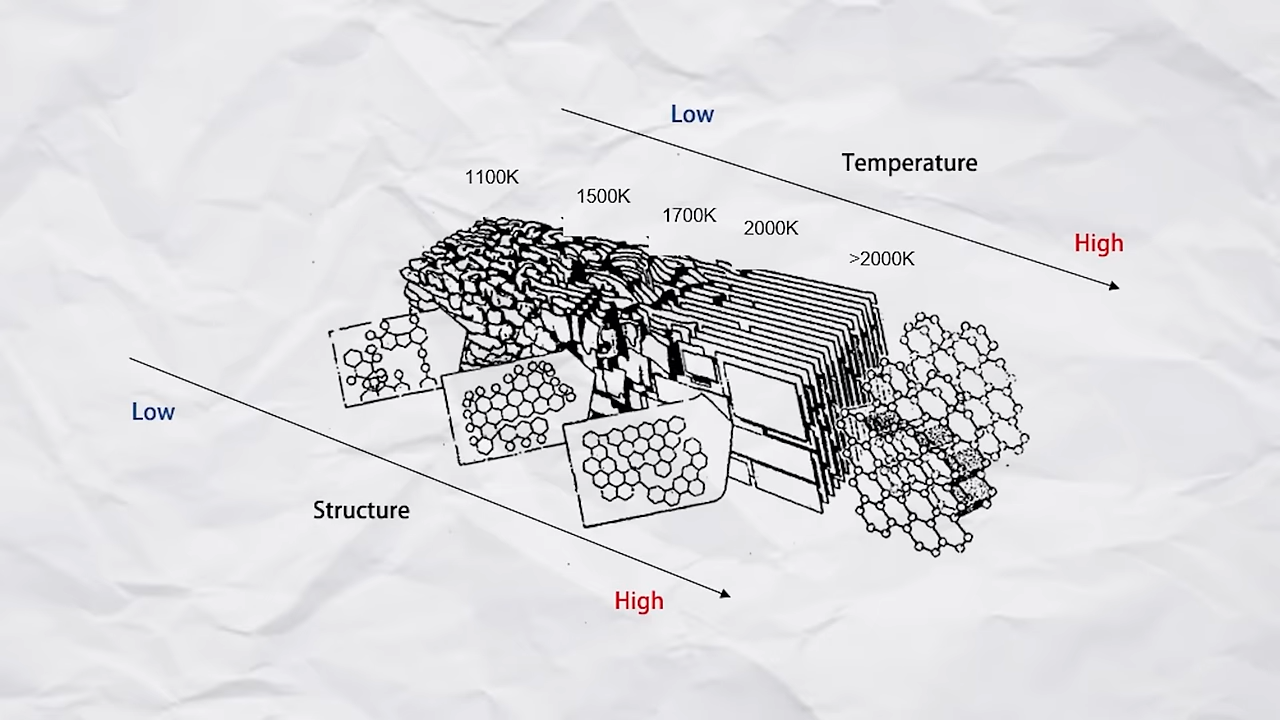 Low
Temperature
1100K
1500K
1700K
2000K
High
>2000K
Low
Structure
High